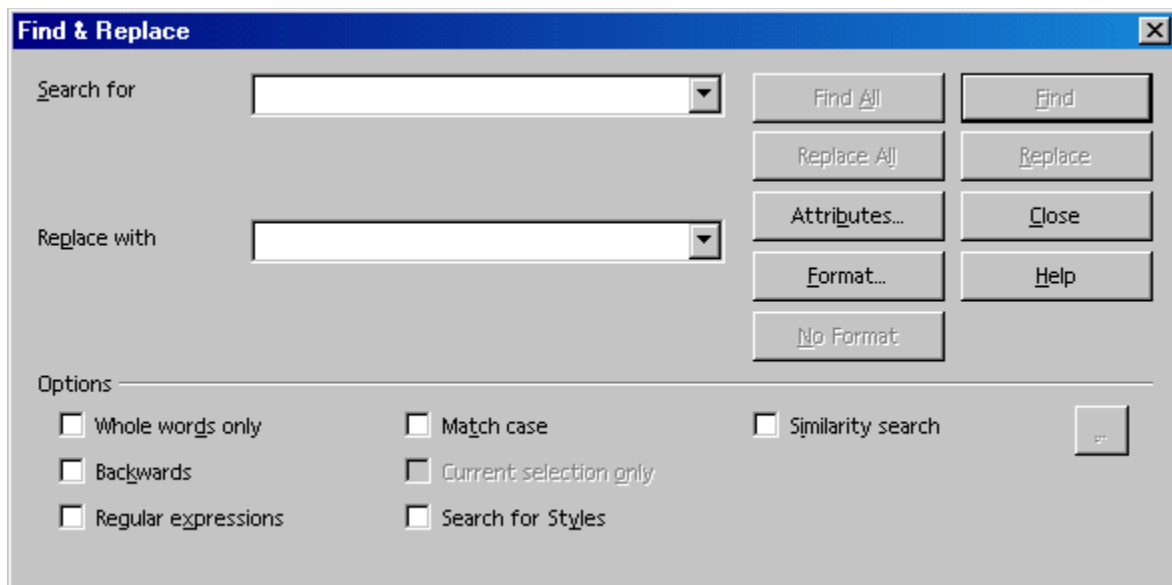 Find & Replace
Search for
Find All
Find
Replace All
Replace
Attributes...
Close
Replace with
Format...
Help
No Format
Options
Whole words only
Match case
Similarity search
...
Backwards
Current selection only
Regular expressions
Search for Styles